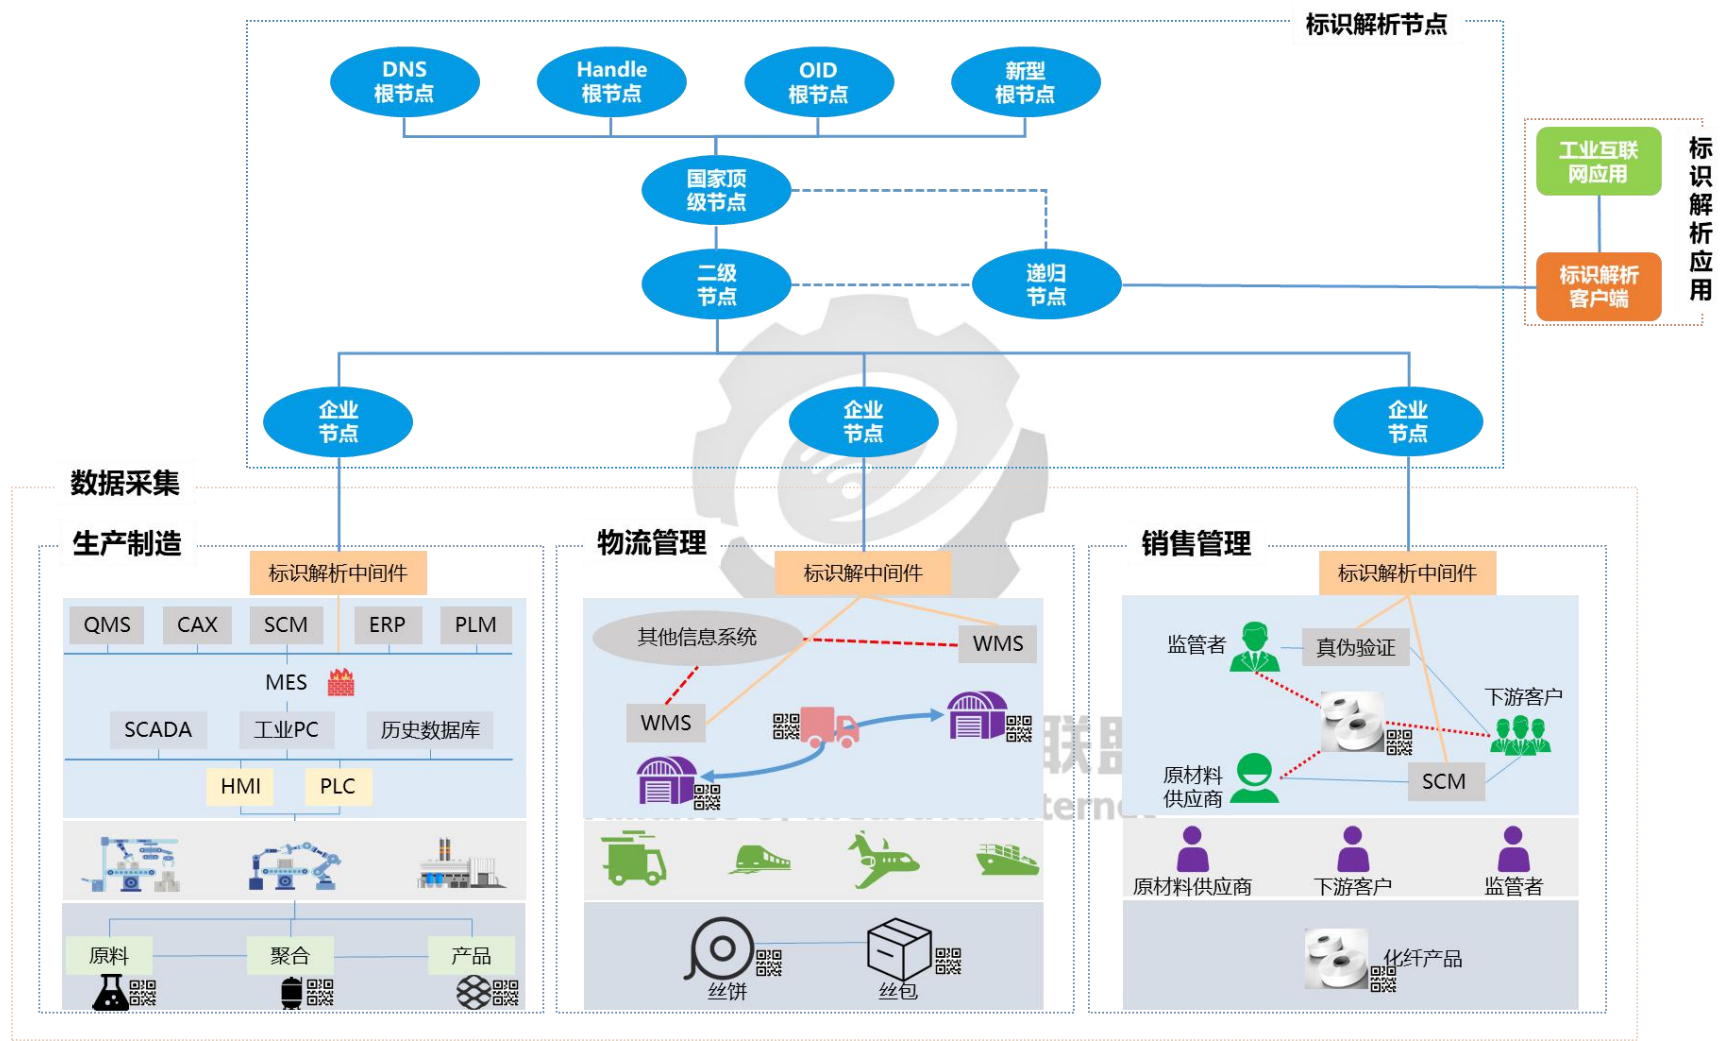 标识解析节点
DNS
根节点
Handle
根节点
OID
根节点
新型
根节点
国家顶
级节点
二级
节点
递归
节点
工业互联
网应用
标识解析
客户端
标识解析应用
企业
节点
企业
节点
企业
节点
数据采集
生产制造
标识解析中间件
QMS
CAX
SCM
ERP
PLM
MES
SCADA
工业PC
历史数据库
HMI
PLC
原料
聚合
产品
物流管理
标识解中间件
其他信息系统
WMS
WMS
丝饼
丝包
销售管理
标识解析中间件
监管者
真伪验证
下游客户
原材料
供应商
SCM
原材料供应商
下游客户
监管者
化纤产品
联盟